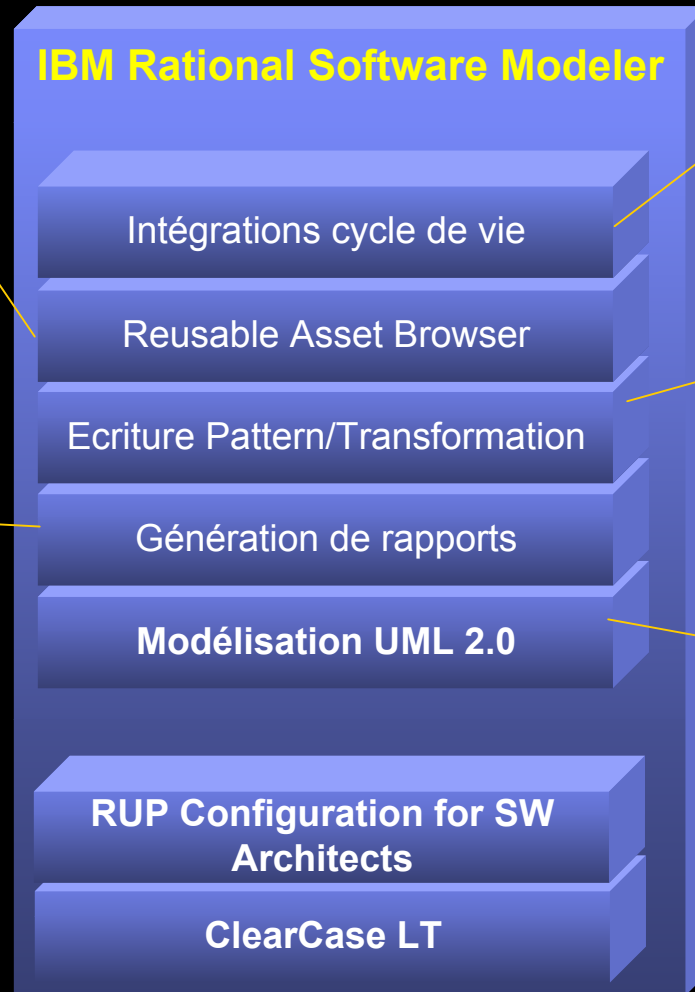 IBM Rational Software Modeler
Intégrations cycle de vie
Reusable Asset Browser
Ecriture Pattern/Transformation
Génération de rapports
Modélisation UML 2.0
RUP Configuration for SW
Architects
ClearCase LT